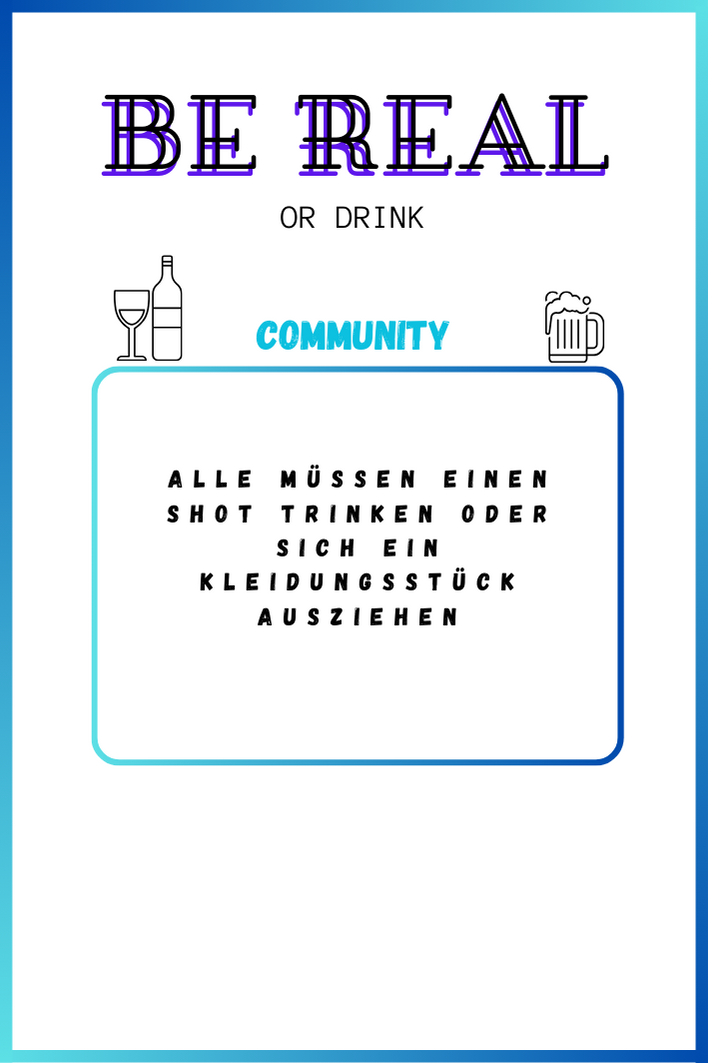 BE REAL
OR DRINK
COMMUNITY
ALLE MÜSSEN EINEN
SHOT TRINKEN ODER
SICH EIN
KLEIDUNGSSTÜCK
AUSZIEHEN